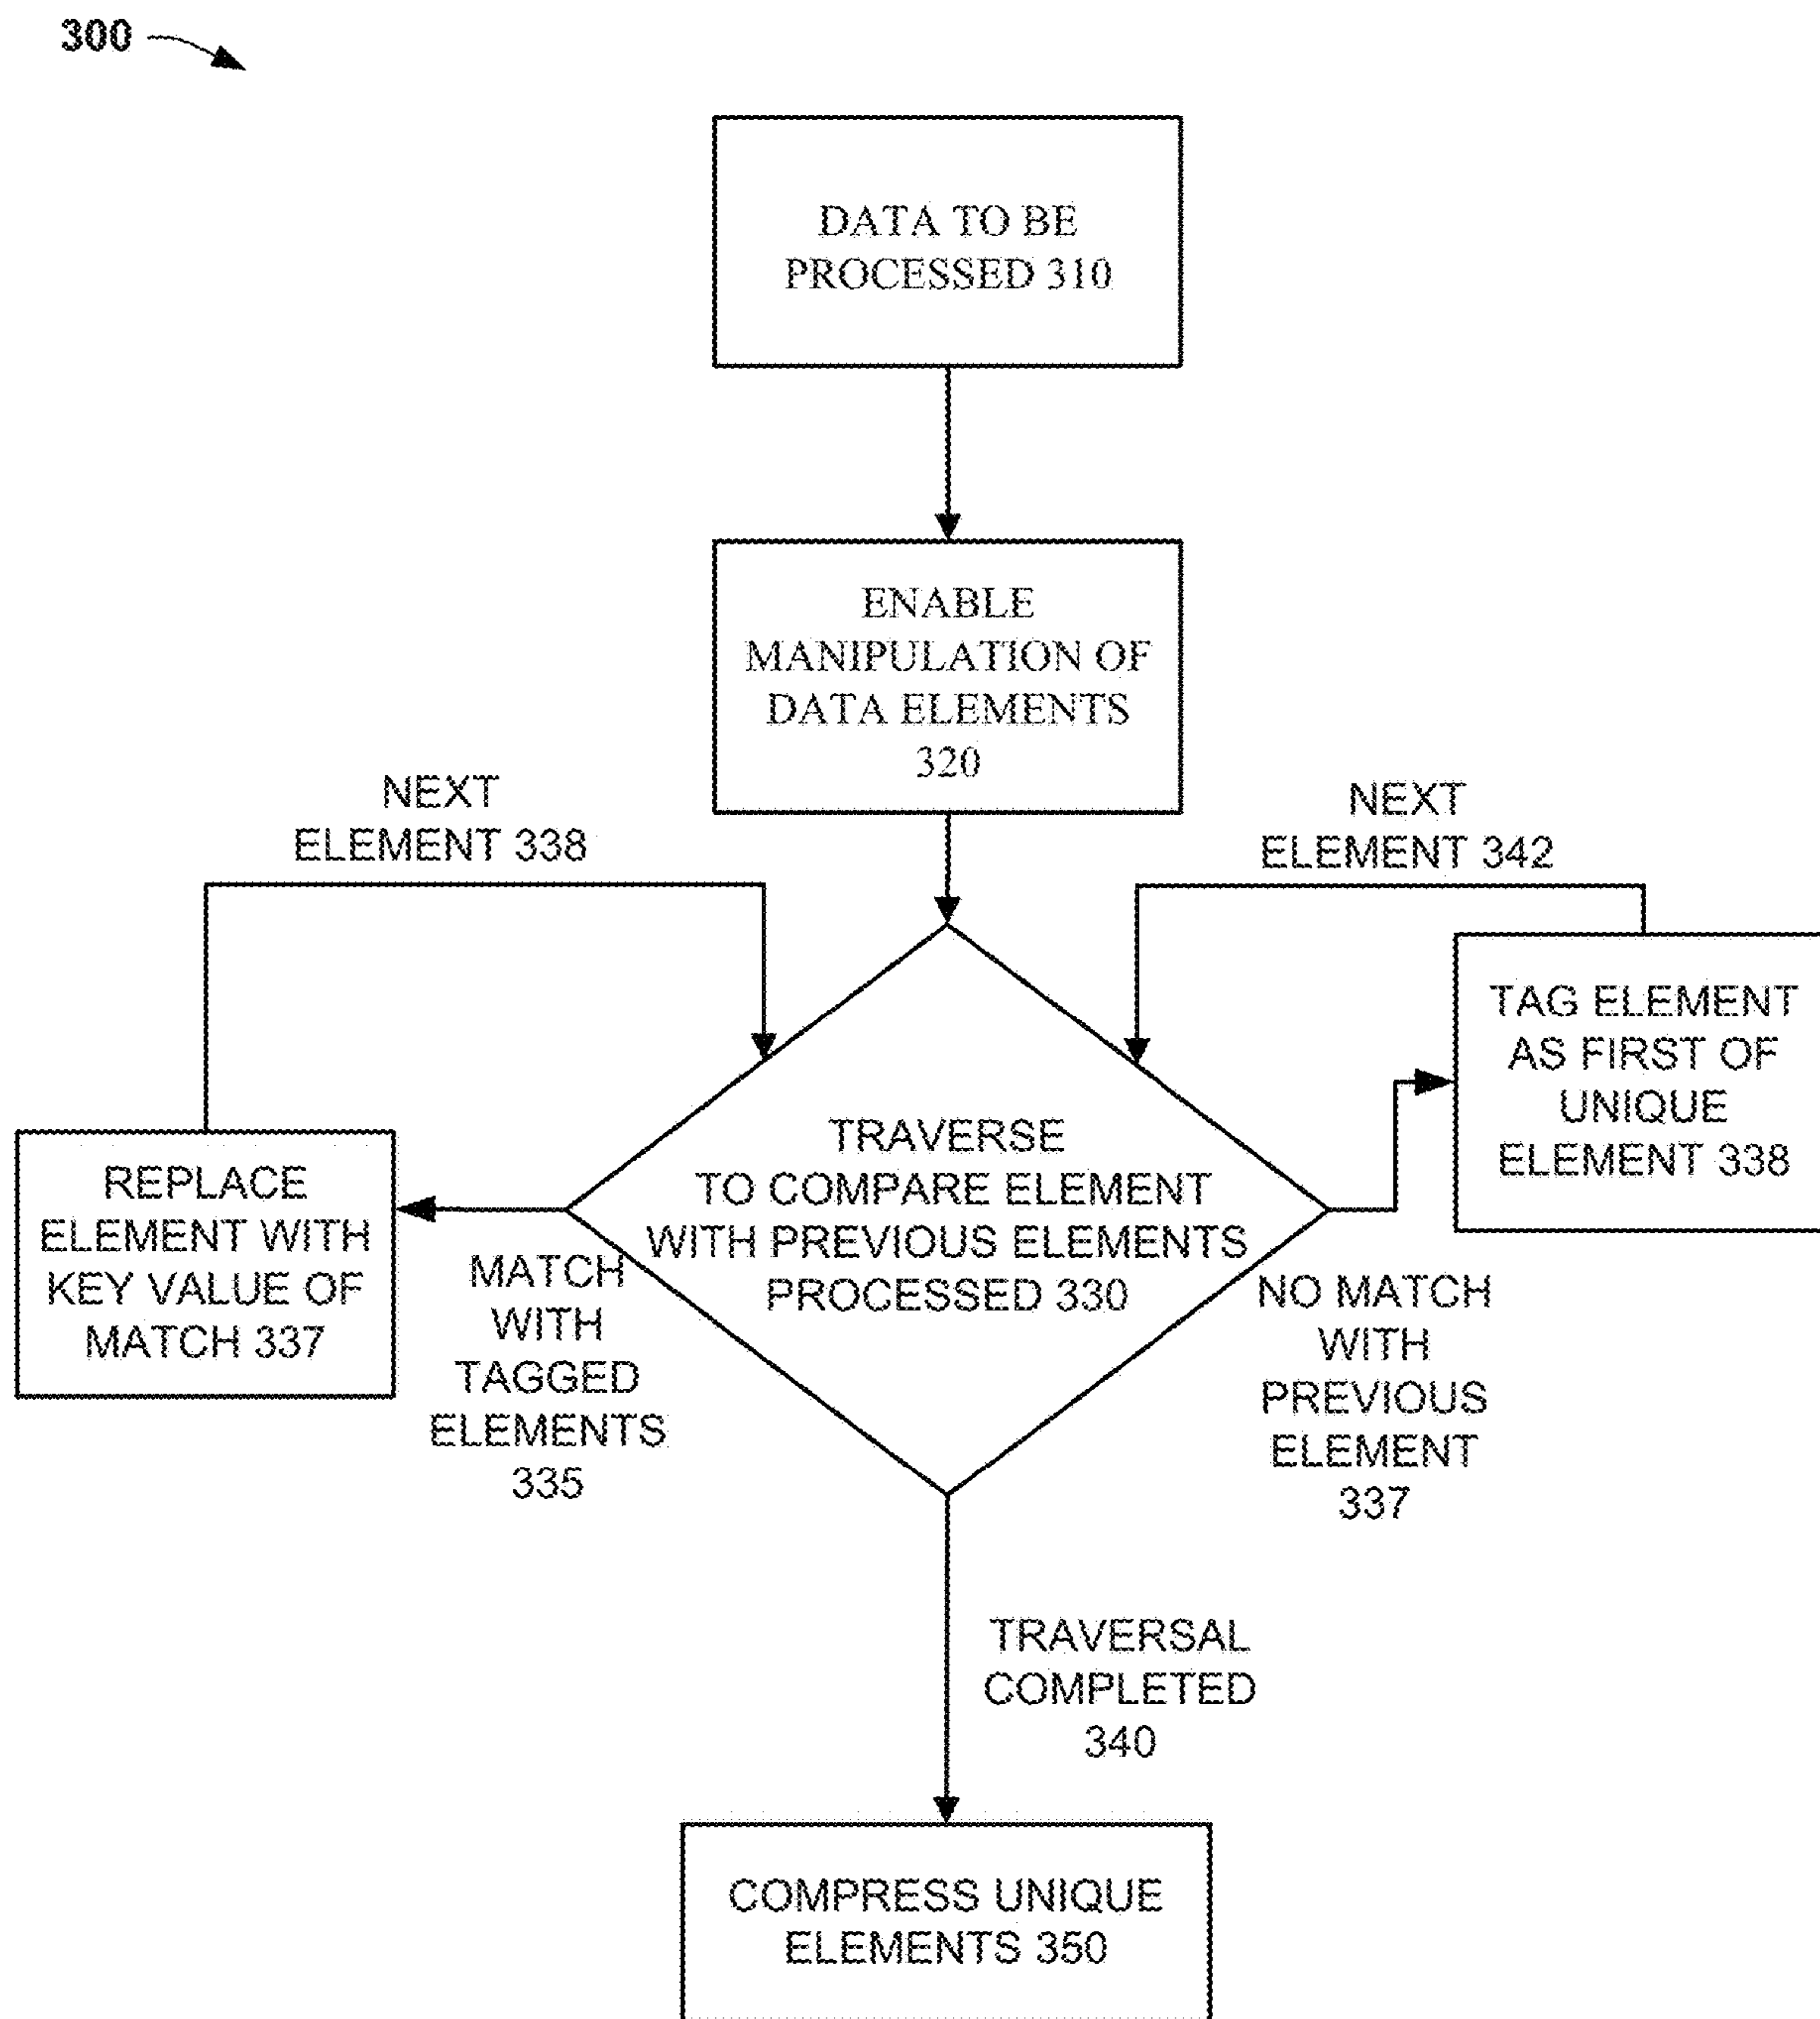 300
DATA TO BE
PROCESSED 310
ENABLE
MANIPULATION OF
DATA ELEMENTS
320
NEXT
ELEMENT 338
NEXT
ELEMENT 342
TAG ELEMENT
AS FIRST OF
UNIQUE
ELEMENT 338
TRAVERSE
TO COMPARE ELEMENT
WITH PREVIOUS ELEMENTS
PROCESSED 330
REPLACE
ELEMENT WITH
KEY VALUE OF
MATCH 337
MATCH
WITH
TAGGED
ELEMENTS
335
NO MATCH
WITH
PREVIOUS
ELEMENT
337
TRAVERSAL
COMPLETED
340
COMPRESS UNIQUE
ELEMENTS 350